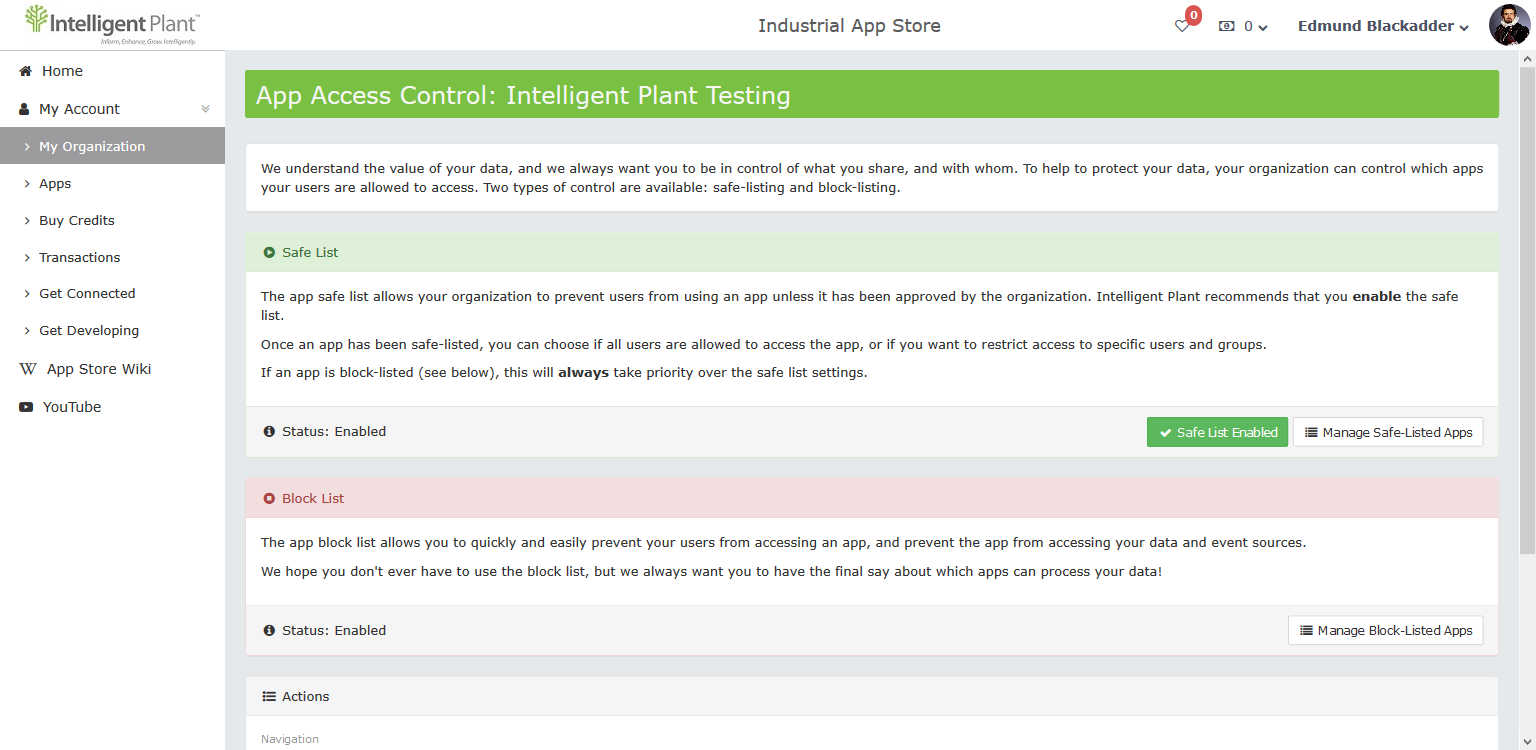 Intelligent Plant™
Inform, Enhance, Grow. Intelligently.
Industrial App Store
0
0
Edmund Blackadder
Home
My Account
My Organization
Apps
Buy Credits
Transactions
Get Connected
Get Developing
W App Store Wiki
YouTube
App Access Control: Intelligent Plant Testing
We understand the value of your data, and we always want you to be in control of what you share, and with whom. To help to protect your data, your organization can control which apps
your users are allowed to access. Two types of control are available: safe-listing and block-listing.
Safe List
The app safe list allows your organization to prevent users from using an app unless it has been approved by the organization. Intelligent Plant recommends that you enable the safe
list.
Once an app has been safe-listed, you can choose if all users are allowed to access the app, or if you want to restrict access to specific users and groups.
If an app is block-listed (see below), this will always take priority over the safe list settings.
Status: Enabled
Safe List Enabled
Manage Safe-Listed Apps
Block List
The app block list allows you to quickly and easily prevent your users from accessing an app, and prevent the app from accessing your data and event sources.
We hope you don't ever have to use the block list, but we always want you to have the final say about which apps can process your data!
Status: Enabled
Manage Block-Listed Apps
Actions
Navigation